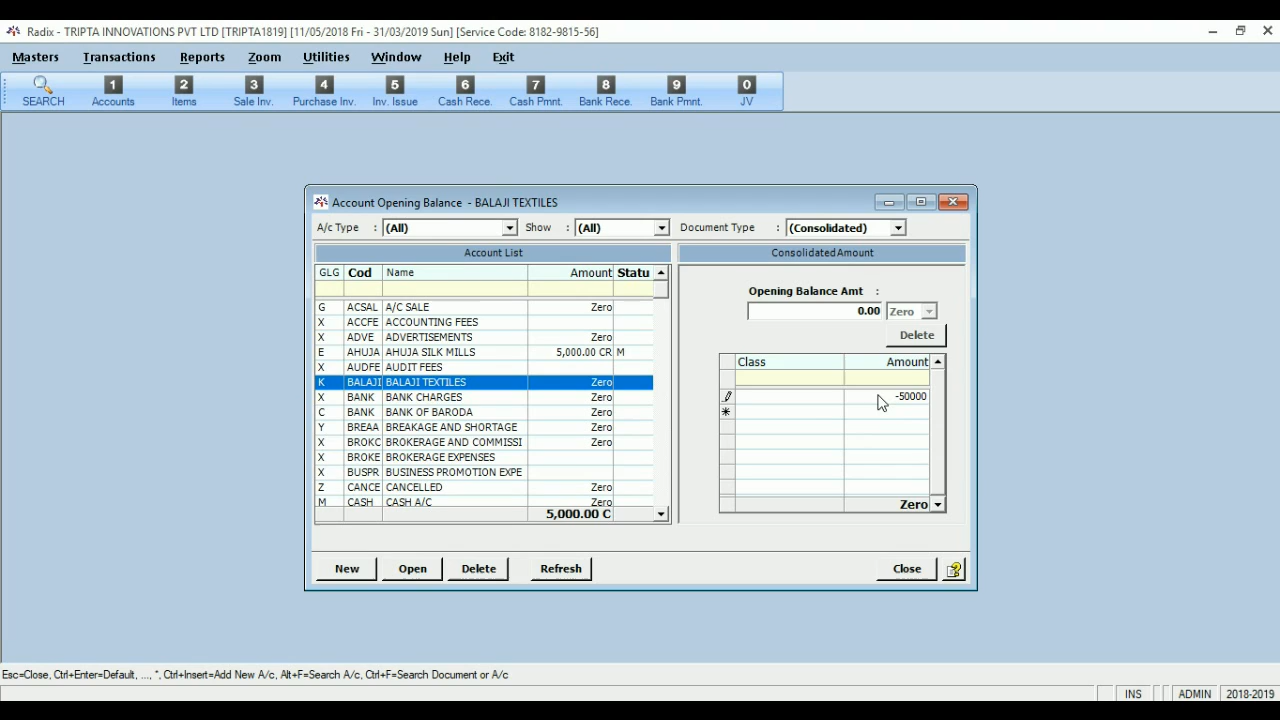 Radix - TRIPTA INNOVATIONS PVT LTD [TRIPTA1819] [11/05/2018 Fri - 31/03/2019 Sun] [Service Code: 8182-9815-56]
Masters Transactions Reports Zoom Utilities Window Help Exit
1 2 3 4 5 6 7 8 9 0
SEARCH Accounts Items Sale Inv. Purchase Inv. Inv. Issue Cash Rece. Cash Pmnt. Bank Rece. Bank Pmnt. JV
Account Opening Balance - BALAJI TEXTILES
A/c Type : (All) Show : (All) Document Type : (Consolidated)
Account List
GLG Cod Name Amount Statu
G ACSAL A/C SALE Zero
X ACCFE ACCOUNTING FEES
X ADVE ADVERTISEMENTS Zero
E AHUJA AHUJA SILK MILLS 5,000.00 CR M
X AUDFE AUDIT FEES
K BALAJI BALAJI TEXTILES Zero
X BANK BANK CHARGES Zero
C BANK BANK OF BARODA Zero
Y BREAA BREAKAGE AND SHORTAGE Zero
X BROKC BROKERAGE AND COMMISSI Zero
X BROKE BROKERAGE EXPENSES
X BUSPR BUSINESS PROMOTION EXPE
Z CANCE CANCELLED Zero
M CASH CASH A/C Zero
5,000.00 C
Consolidated Amount
Opening Balance Amt :
0.00 Zero
Delete
Class Amount
-50000
Zero
New Open Delete Refresh Close
Esc=Close, Ctrl+Enter=Default, ..., *, Ctrl+Insert=Add New A/c, Alt+F=Search A/c, Ctrl+F=Search Document or A/c
INS ADMIN 2018-2019